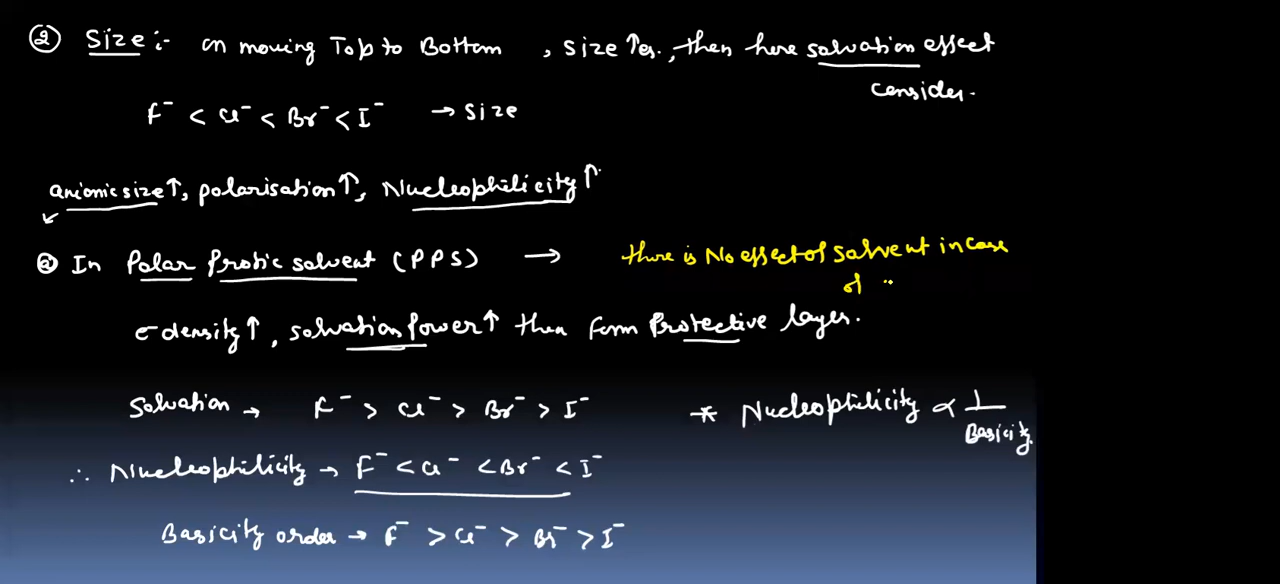 ② Size :- on moving Top to Bottom , size ↑es. , then here solvation effect
consider.
F⁻ < Cl⁻ < Br⁻ < I⁻ → Size
anionic size ↑, polarisation ↑, Nucleophilicity ↑
ⓐ In Polar Protic solvent (PPS) → there is No effect of solvent in case
of
σ density ↑, solvation power ↑ then form Protective layer.
Solvation → F⁻ > Cl⁻ > Br⁻ > I⁻ * Nucleophilicity ∝ 1/Basicity.
∴ Nucleophilicity → F⁻ < Cl⁻ < Br⁻ < I⁻
Basicity order → F⁻ > Cl⁻ > Br⁻ > I⁻